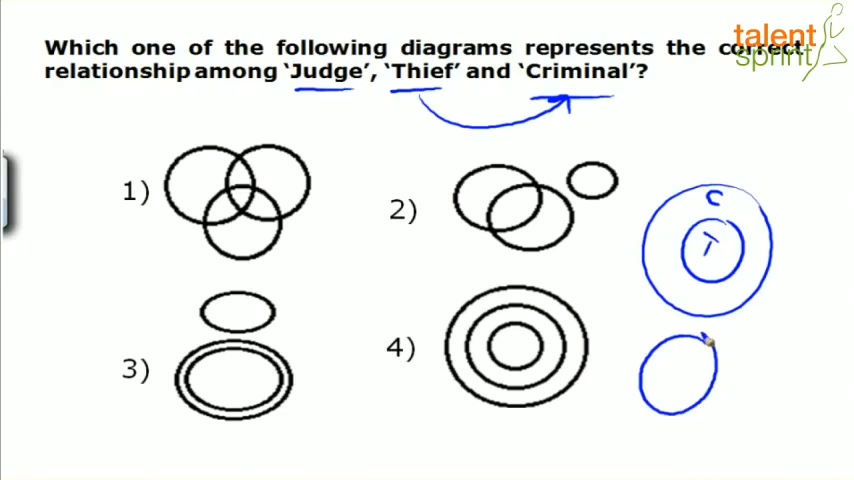 talent
sprint
Which one of the following diagrams represents the correct
relationship among ‘Judge’, ‘Thief’ and ‘Criminal’?
1)
2)
C
T
3)
4)